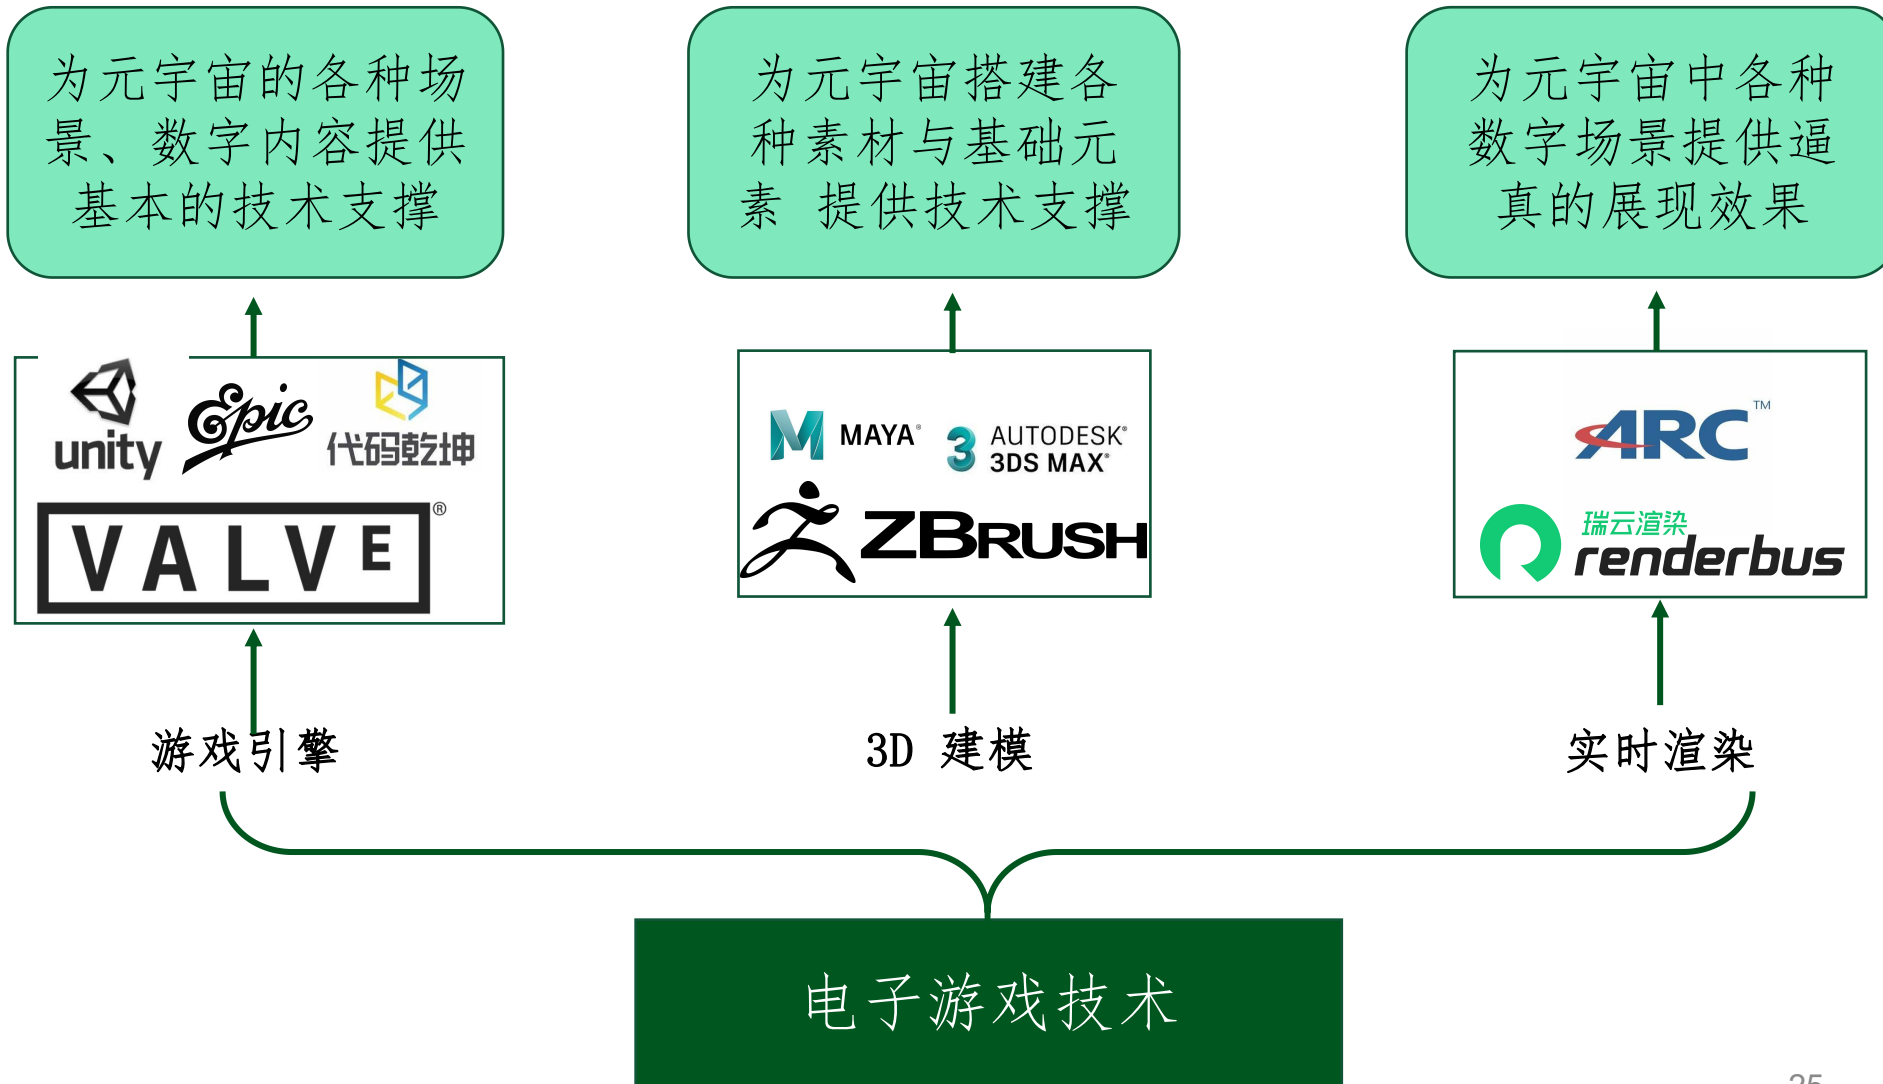 为元宇宙的各种场
景、数字内容提供
基本的技术支撑
为元宇宙搭建各
种素材与基础元
素 提供技术支撑
为元宇宙中各种
数字场景提供逼
真的展现效果
unity
Epic
代码乾坤
VALVE®
MAYA®
3 AUTODESK®
3DS MAX®
ZBRUSH
ARC™
瑞云渲染
renderbus
游戏引擎
3D 建模
实时渲染
电子游戏技术
25